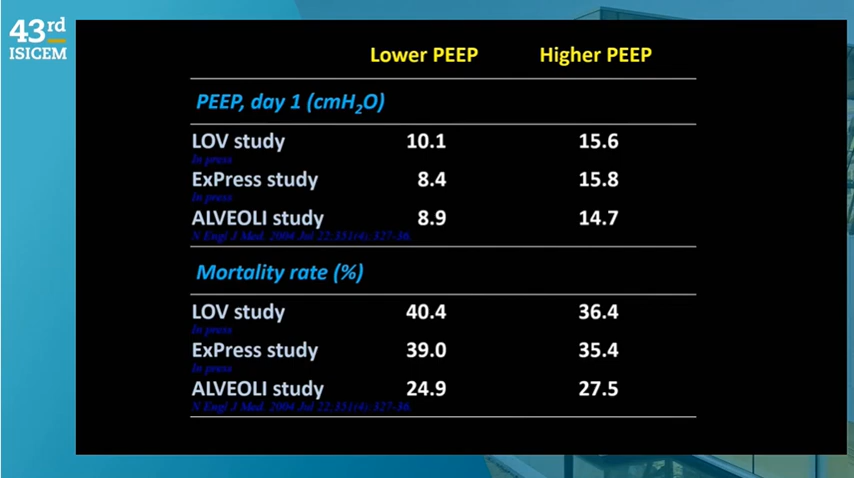 43rd
ISICEM
Lower PEEP Higher PEEP
PEEP, day 1 (cmH₂O)
LOV study 10.1 15.6
In press
ExPress study 8.4 15.8
In press
ALVEOLI study 8.9 14.7
N Engl J Med. 2004 Jul 22;351(4):327-36.
Mortality rate (%)
LOV study 40.4 36.4
In press
ExPress study 39.0 35.4
In press
ALVEOLI study 24.9 27.5
N Engl J Med. 2004 Jul 22;351(4):327-36.